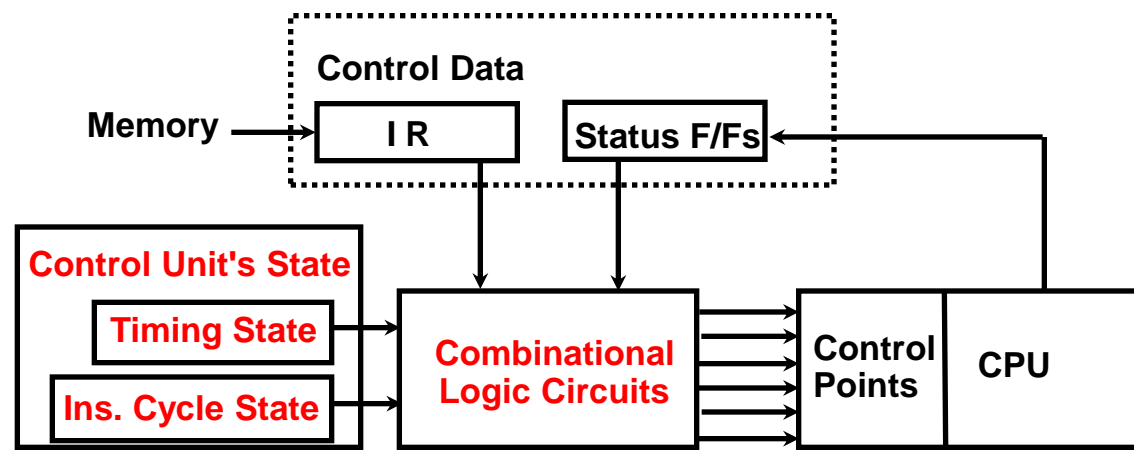 Control Data
Memory
I R
Status F/Fs
Control Unit's State
Timing State
Ins. Cycle State
Combinational
Logic Circuits
Control
Points
CPU